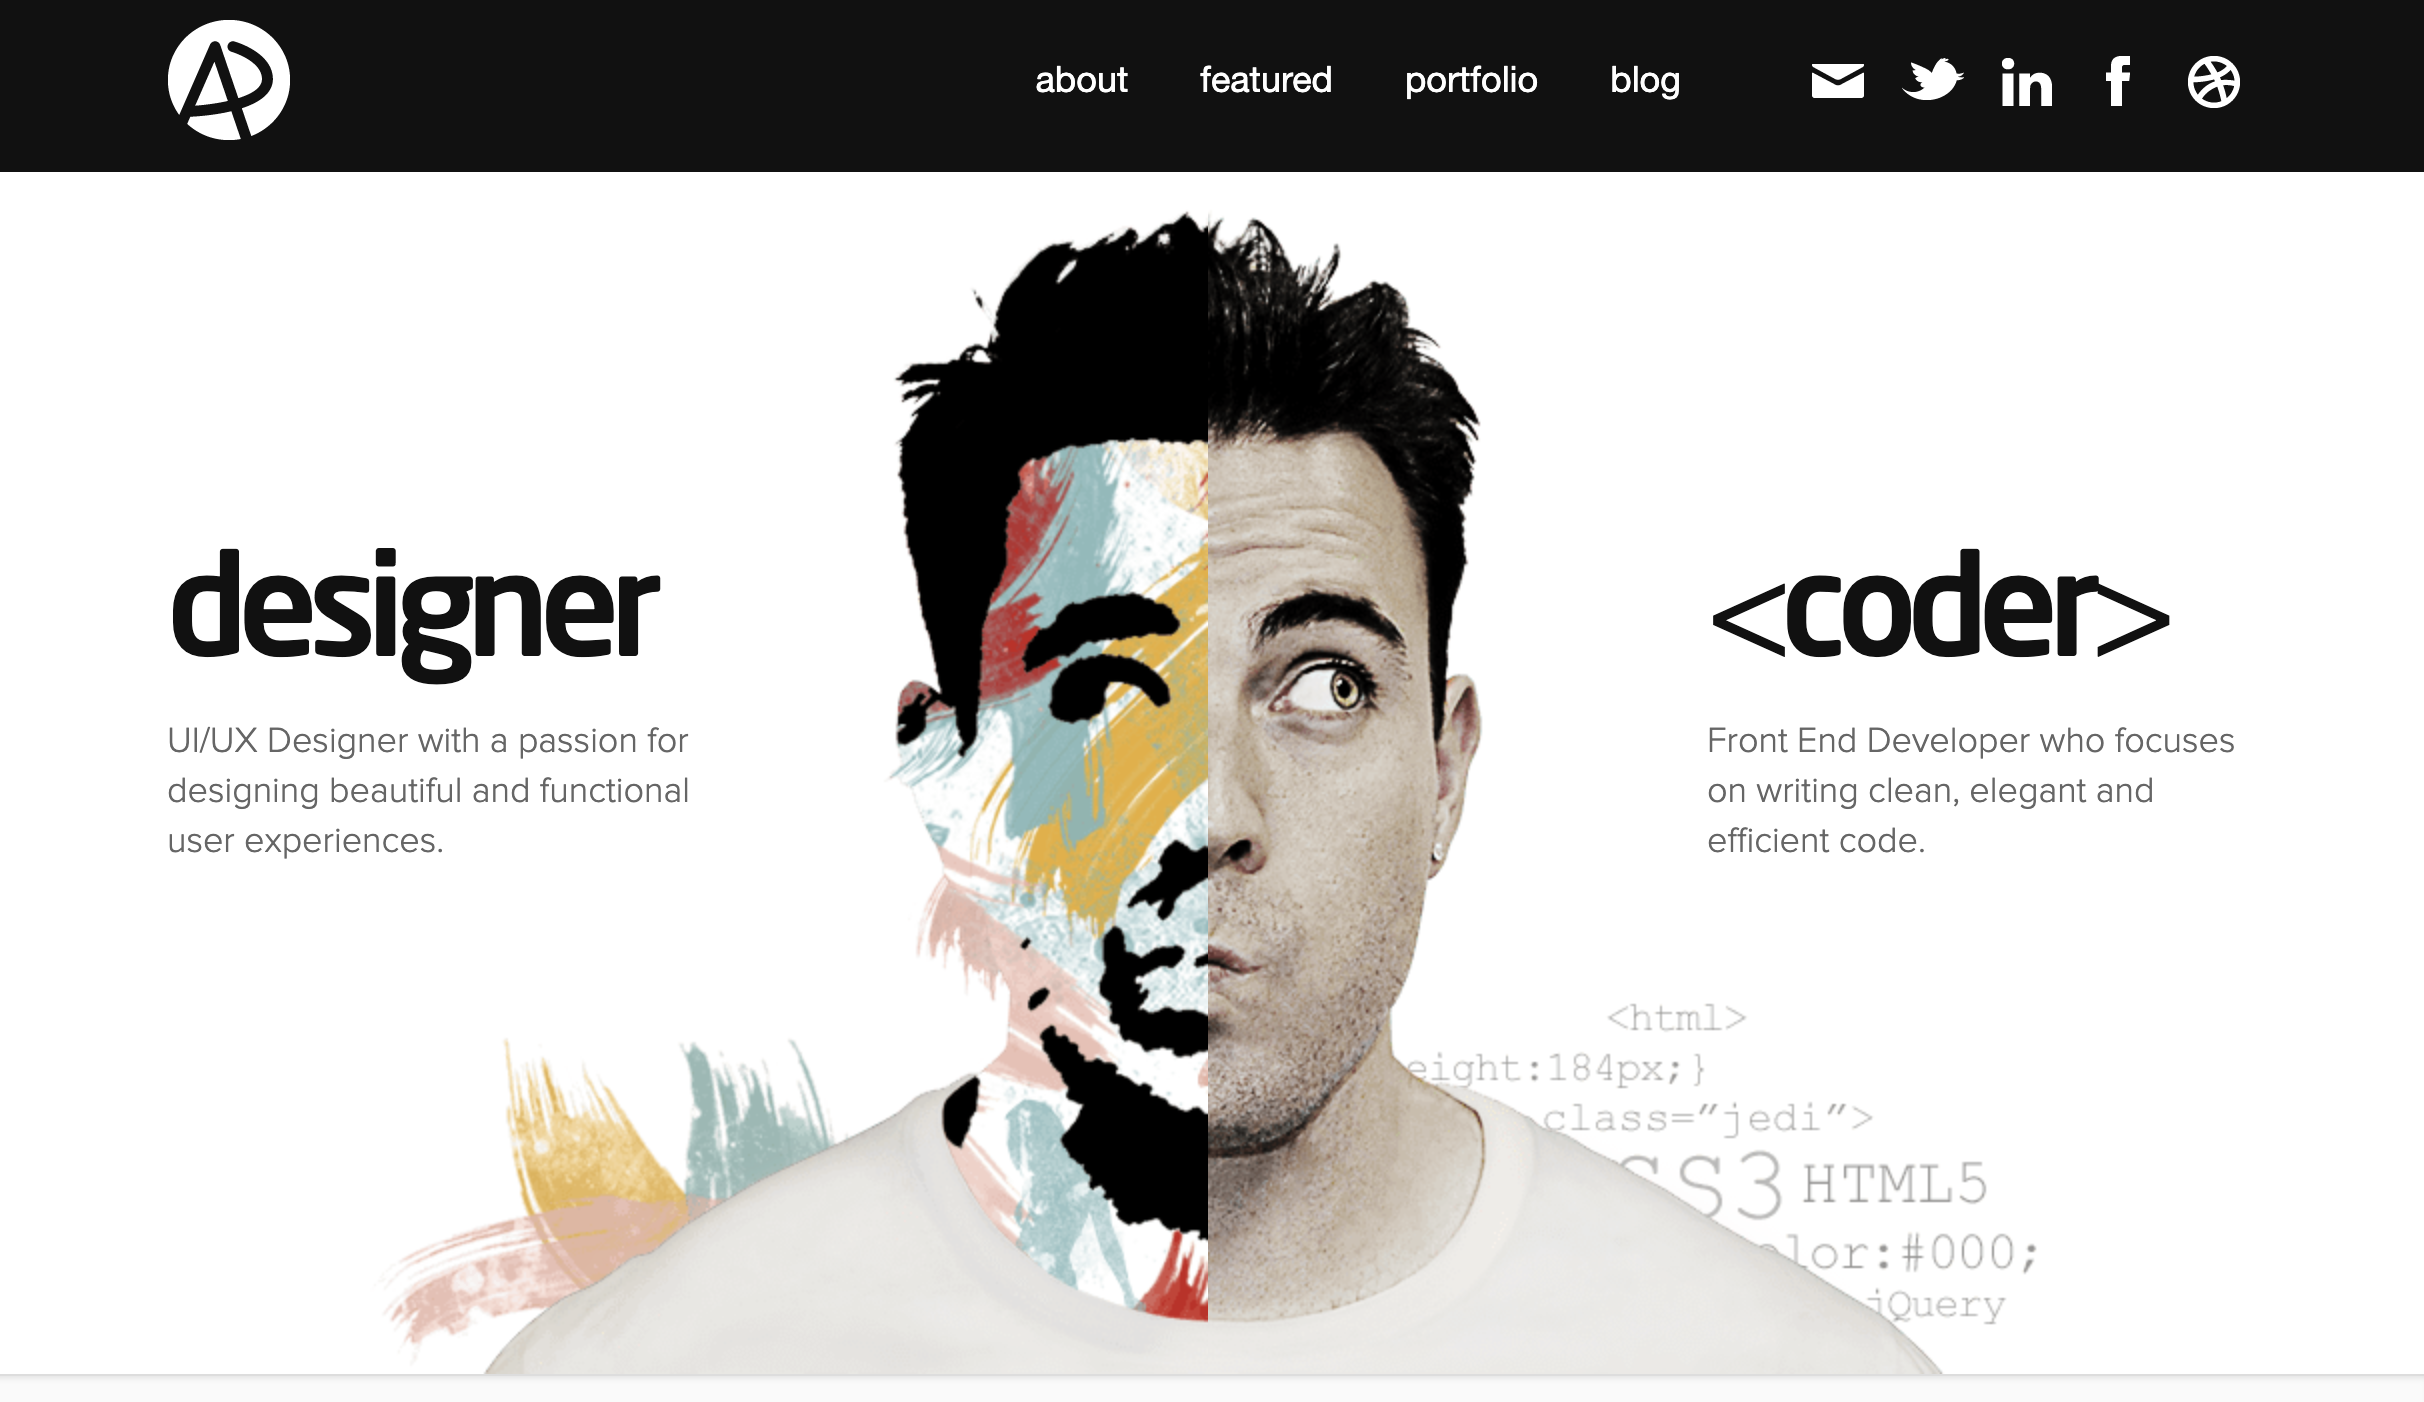 about featured portfolio blog
designer
UI/UX Designer with a passion for
designing beautiful and functional
user experiences.
<coder>
Front End Developer who focuses
on writing clean, elegant and
efficient code.
<html>
eight:184px;}
class="jedi">
SS3 HTML5
olor:#000;
jQuery